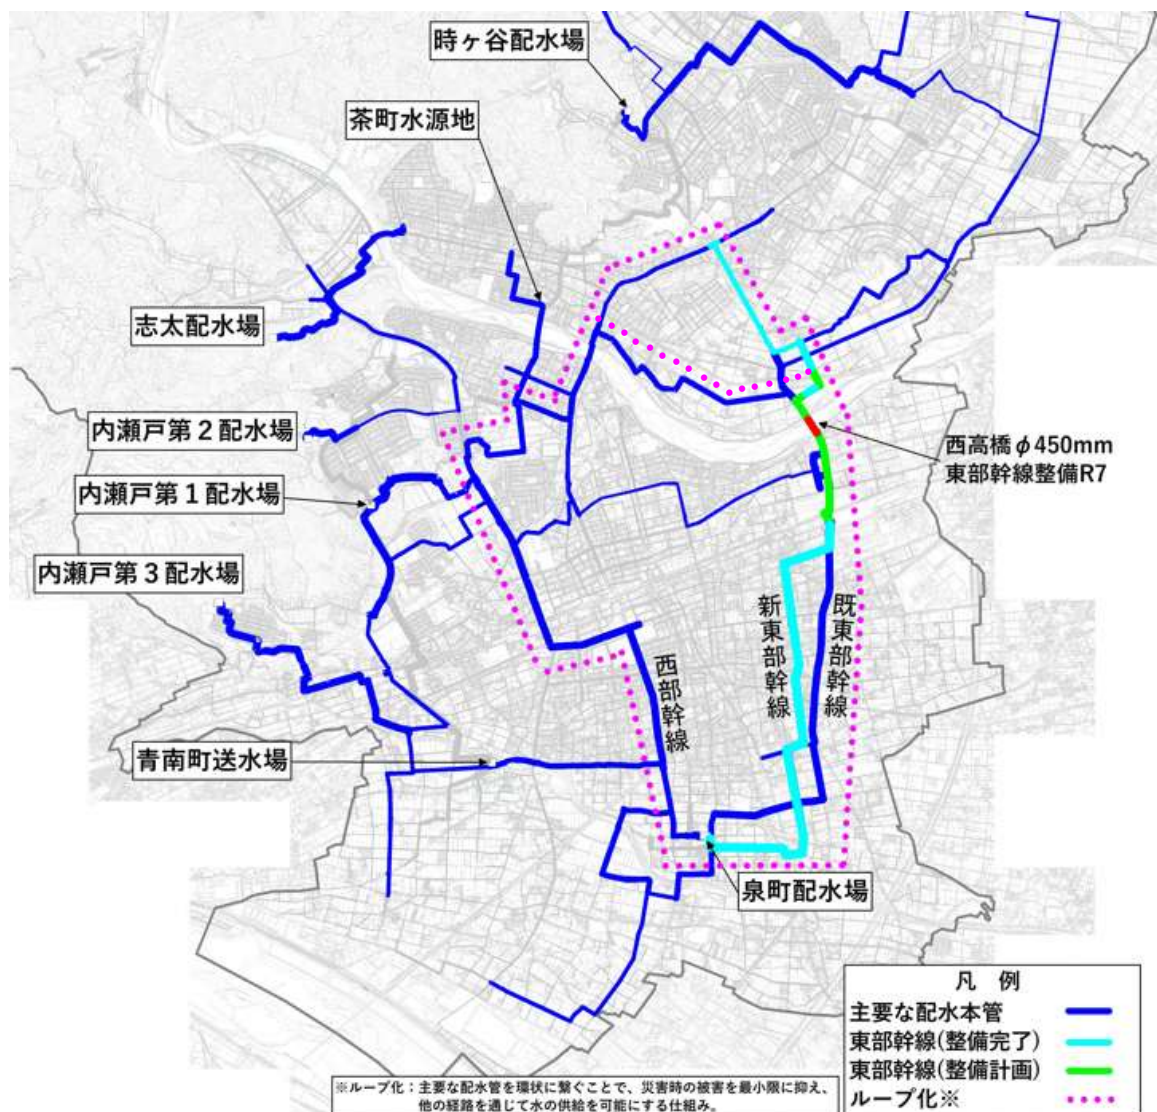 時ヶ谷配水場
茶町水源地
志太配水場
内瀬戸第２配水場
内瀬戸第１配水場
内瀬戸第３配水場
西高橋φ450mm
東部幹線整備R7
新東部幹線
既東部幹線
西部幹線
青南町送水場
泉町配水場
凡　例
主要な配水本管
東部幹線(整備完了)
東部幹線(整備計画)
ループ化※
※ループ化：主要な配水管を環状に繋ぐことで、災害時の被害を最小限に抑え、
他の経路を通じて水の供給を可能にする仕組み。